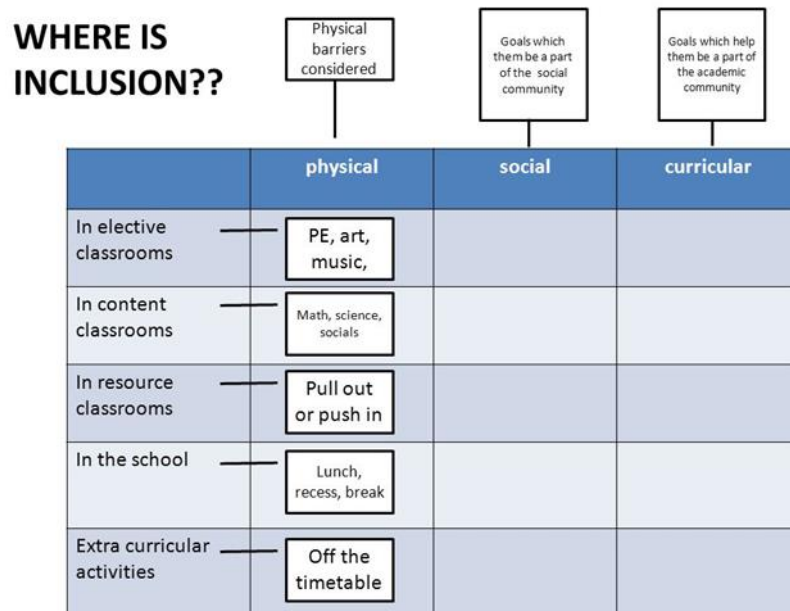 WHERE IS
INCLUSION??
Physical
barriers
considered
Goals which
them be a part
of the social
community
Goals which help
them be a part of
the academic
community
physical
social
curricular
In elective
classrooms
PE, art,
music,
In content
classrooms
Math, science,
socials
In resource
classrooms
Pull out
or push in
In the school
Lunch,
recess, break
Extra curricular
activities
Off the
timetable